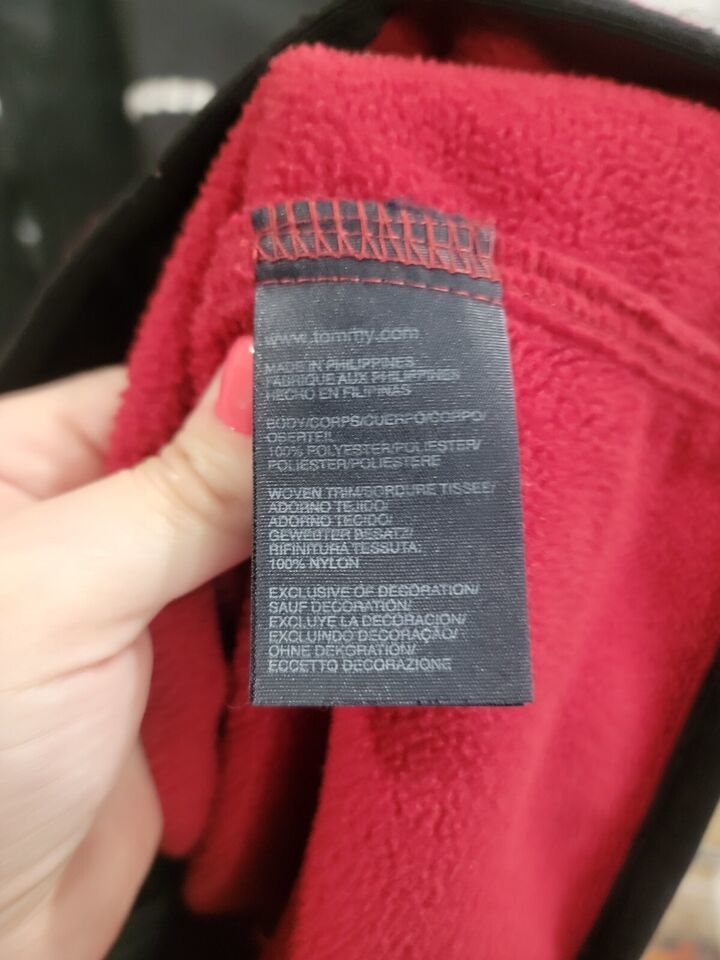 www.tommy.com
MADE IN PHILIPPINES
FABRIQUE AUX PHILIPPINES
HECHO EN FILIPINAS
BODY/CORPS/CUERPO/CORPO/
OBERTEIL
100% POLYESTER/POLIESTER/
POLIESTER/POLIESTERE
WOVEN TRIM/BORDURE TISSEE/
ADORNO TEJIDO/
ADORNO TECIDO/
GEWEBTER BESATZ/
RIFINITURA TESSUTA:
100% NYLON
EXCLUSIVE OF DECORATION/
SAUF DECORATION/
EXCLUYE LA DECORACION/
EXCLUINDO DECORAÇAO/
OHNE DEKORATION/
ECCETTO DECORAZIONE